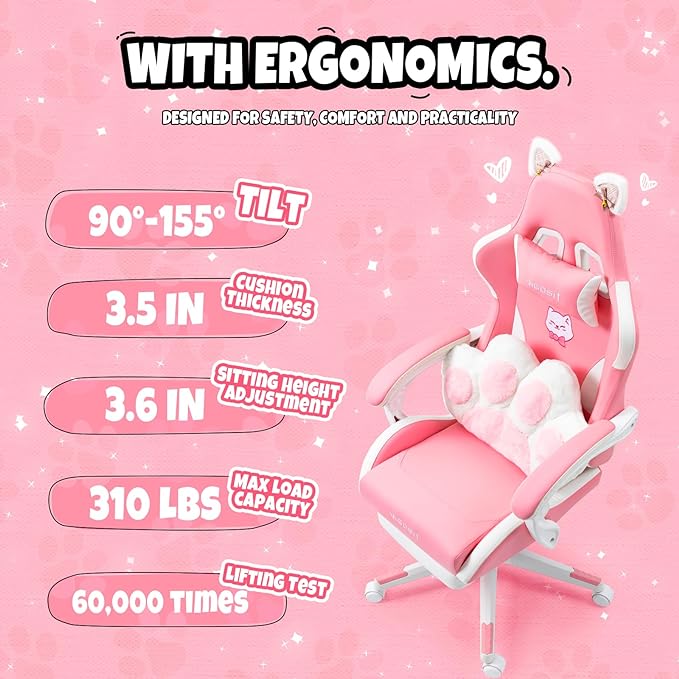 WITH ERGONOMICS.
DESIGNED FOR SAFETY, COMFORT AND PRACTICALITY
90°-155°
TILT
3.5 IN
CUSHION
THICKNESS
3.6 IN
SITTING HEIGHT
ADJUSTMENT
310 LBS
MAX LOAD
CAPACITY
60,000 TIMES
LIFTING TEST